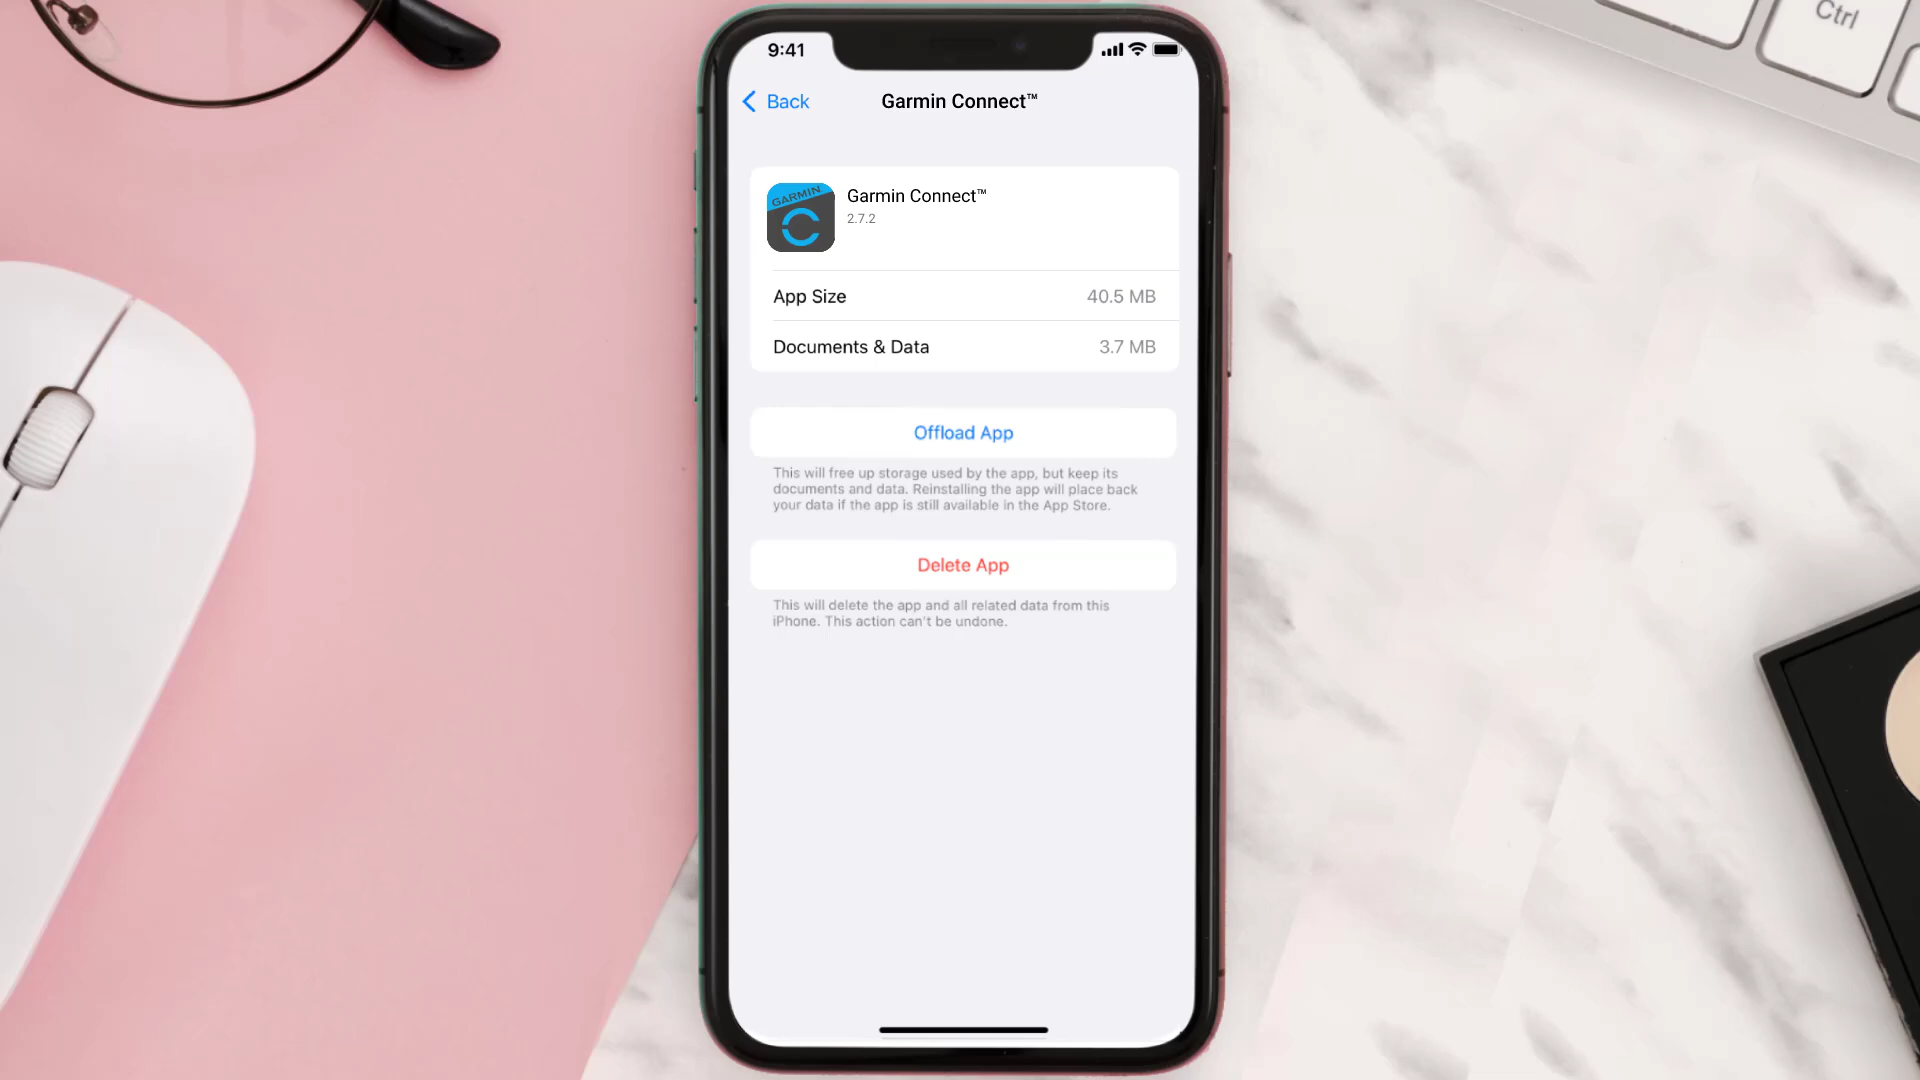 Ctrl
9:41
Back
Garmin Connect™
GARMIN
Garmin Connect™
2.7.2
App Size 40.5 MB
Documents & Data 3.7 MB
Offload App
This will free up storage used by the app, but keep its
documents and data. Reinstalling the app will place back
your data if the app is still available in the App Store.
Delete App
This will delete the app and all related data from this
iPhone. This action can't be undone.